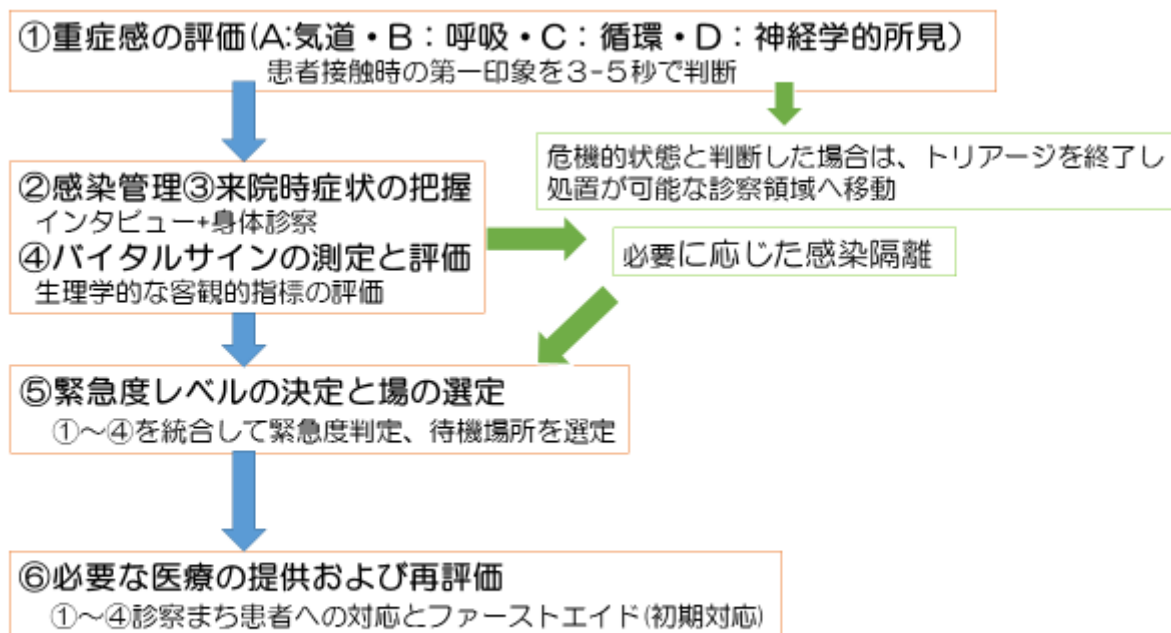 ①重症感の評価(A:気道・B：呼吸・C：循環・D：神経学的所見)
患者接触時の第一印象を3-5秒で判断
危機的状態と判断した場合は、トリアージを終了し
処置が可能な診察領域へ移動
②感染管理③来院時症状の把握
インタビュー+身体診察
④バイタルサインの測定と評価
生理学的な客観的指標の評価
必要に応じた感染隔離
⑤緊急度レベルの決定と場の選定
①～④を統合して緊急度判定、待機場所を選定
⑥必要な医療の提供および再評価
①～④診察まち患者への対応とファーストエイド(初期対応)